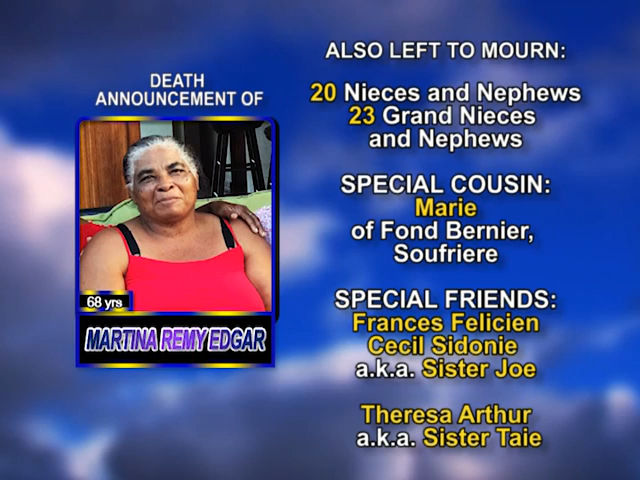 DEATH
ANNOUNCEMENT OF
68 yrs
MARTINA REMY EDGAR
ALSO LEFT TO MOURN:
20 Nieces and Nephews
23 Grand Nieces
and Nephews
SPECIAL COUSIN:
Marie
of Fond Bernier,
Soufriere
SPECIAL FRIENDS:
Frances Felicien
Cecil Sidonie
a.k.a. Sister Joe
Theresa Arthur
a.k.a. Sister Taie